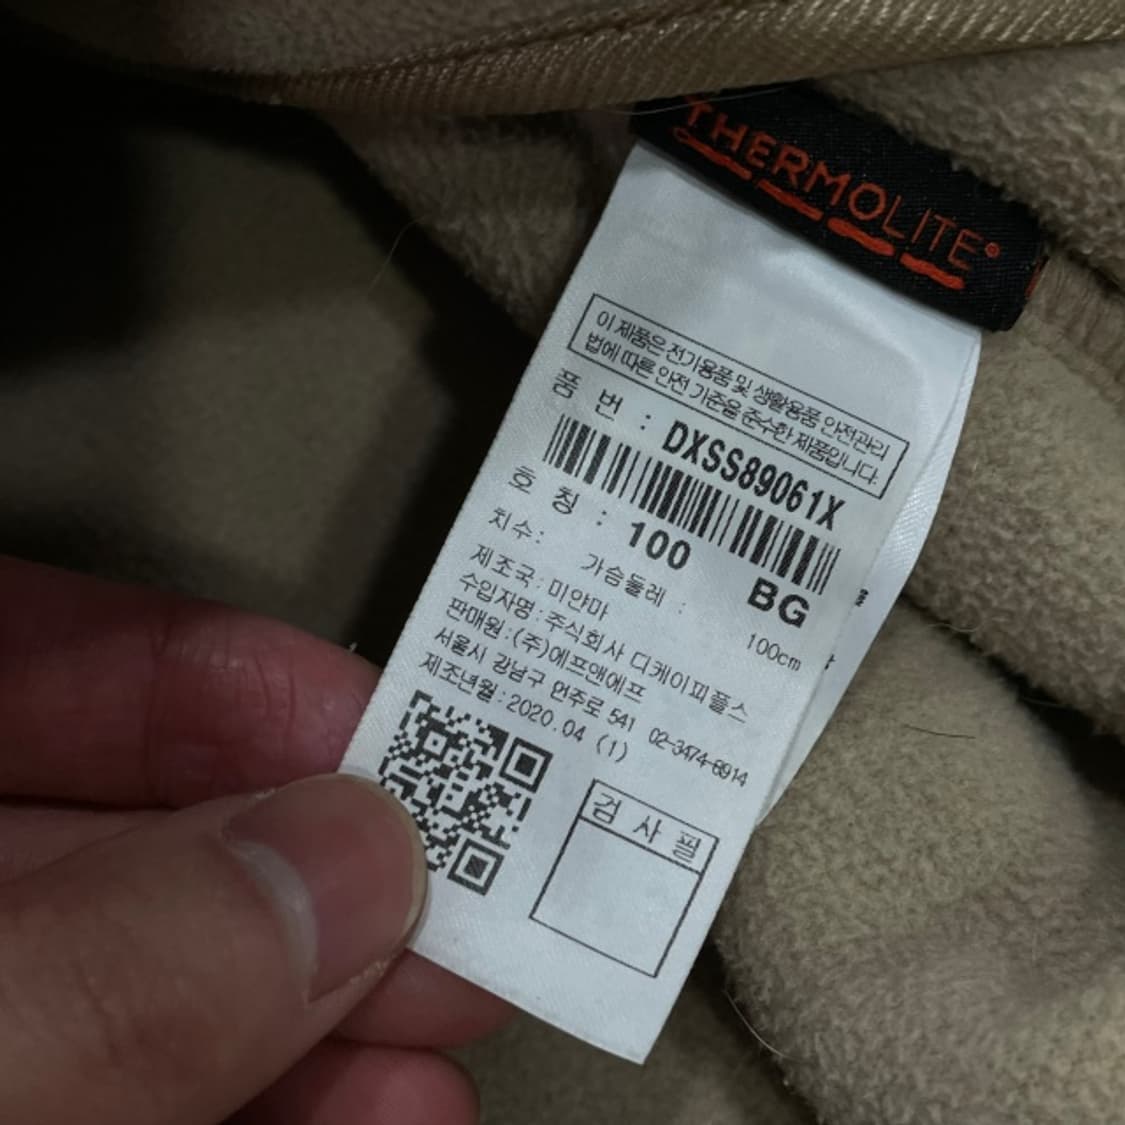 THERMOLITE®
이 제품은 전기용품 및 생활용품 안전관리
법에 따른 안전 기준을 준수한 제품입니다.
품 번 : DXSS89061X
호 칭 : 100 BG
치수: 가슴둘레 : 100cm
제조국:미얀마
수입자명:주식회사 디케이피플스
판매원:(주)에프앤에프
서울시 강남구 언주로 541 02-3474-6914
제조년월:2020.04 (1)
검 사 필